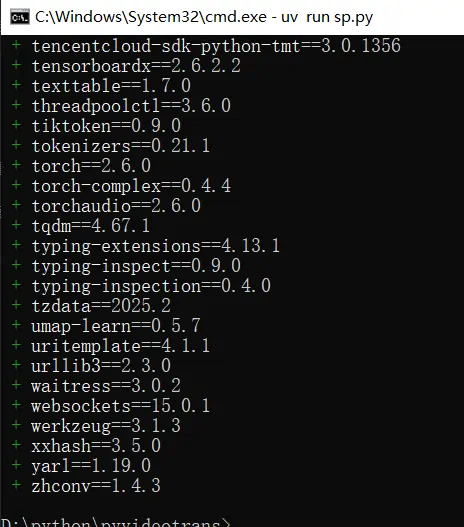 C:\Windows\System32\cmd.exe - uv run sp.py
+ tencentcloud-sdk-python-tmt==3.0.1356
+ tensorboardx==2.6.2.2
+ texttable==1.7.0
+ threadpoolctl==3.6.0
+ tiktoken==0.9.0
+ tokenizers==0.21.1
+ torch==2.6.0
+ torch-complex==0.4.4
+ torchaudio==2.6.0
+ tqdm==4.67.1
+ typing-extensions==4.13.1
+ typing-inspect==0.9.0
+ typing-inspection==0.4.0
+ tzdata==2025.2
+ umap-learn==0.5.7
+ uritemplate==4.1.1
+ urllib3==2.3.0
+ waitress==3.0.2
+ websockets==15.0.1
+ werkzeug==3.1.3
+ xxhash==3.5.0
+ yarl==1.19.0
+ zhconv==1.4.3
D:\python\pyvideotrans>